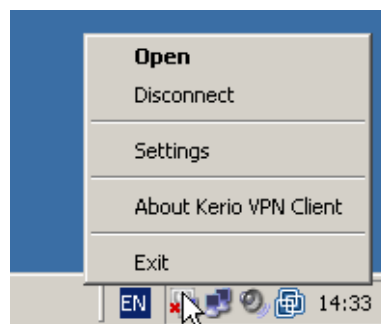 Open
Disconnect
Settings
About Kerio VPN Client
Exit
EN 14:33